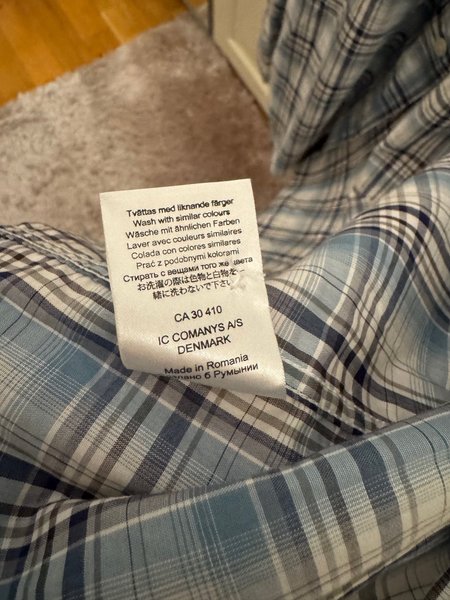 Tvättas med liknande färger
Wash with similar colours
Wäsche mit ähnlichen Farben
Laver avec couleurs similaires
Colada con colores similares
Prać z podobnymi kolorami
Стирать с вещами того же цвета
お洗濯の際は色物と白物を一
緒に洗わないで下さい
CA 30 410
IC COMANYS A/S
DENMARK
Made in Romania
в Румынии